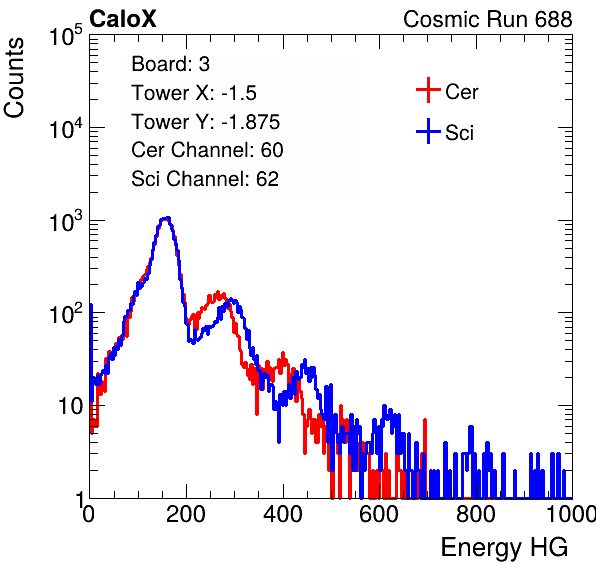 CaloX Cosmic Run 688
Counts
10^5
10^4
10^3
10^2
10
1
Board: 3
Tower X: -1.5
Tower Y: -1.875
Cer Channel: 60
Sci Channel: 62
Cer
Sci
0 200 400 600 800 1000
Energy HG